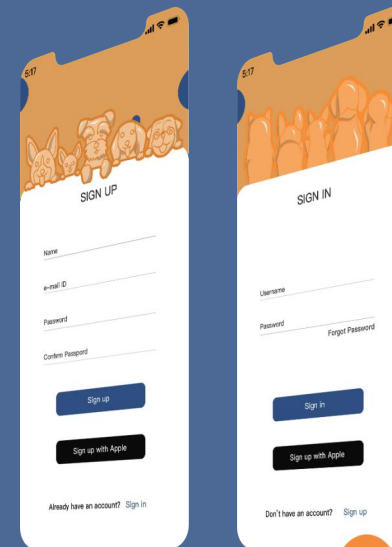 5:17
SIGN UP
Name
e-mail ID
Password
Confirm Passpord
Sign up
Sign up with Apple
Already have an account? Sign in
5:17
SIGN IN
Username
Password
Forgot Password
Sign in
Sign up with Apple
Don't have an account? Sign up